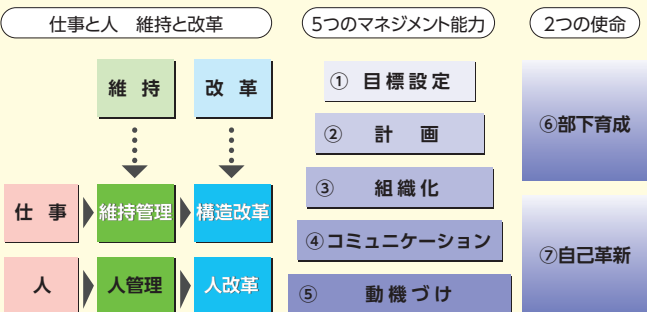 仕事と人 維持と改革
維 持
改 革
仕 事
維持管理
構造改革
人
人管理
人改革
5つのマネジメント能力
① 目標設定
② 計 画
③ 組織化
④コミュニケーション
⑤ 動機づけ
2つの使命
⑥部下育成
⑦自己革新